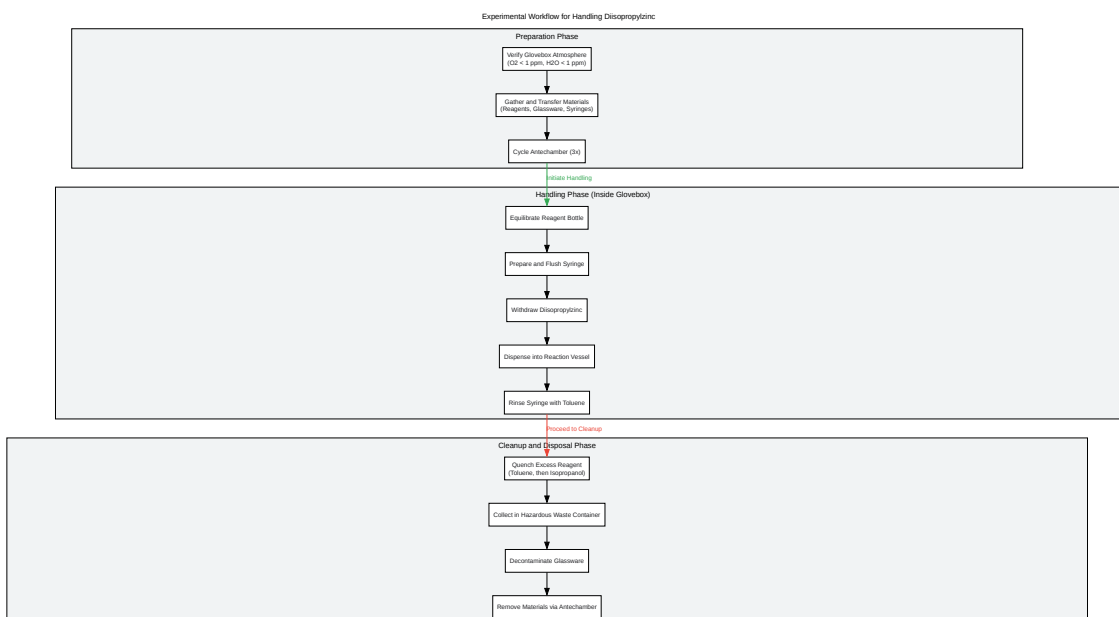 Experimental Workflow for Handling Diisopropylzinc
Preparation Phase
Verify Glovebox Atmosphere
(O2 < 1 ppm, H2O < 1 ppm)
Gather and Transfer Materials
(Reagents, Glassware, Syringes)
Cycle Antechamber (3x)
Initiate Handling
Handling Phase (Inside Glovebox)
Equilibrate Reagent Bottle
Prepare and Flush Syringe
Withdraw Diisopropylzinc
Dispense into Reaction Vessel
Rinse Syringe with Toluene
Proceed to Cleanup
Cleanup and Disposal Phase
Quench Excess Reagent
(Toluene, then Isopropanol)
Collect in Hazardous Waste Container
Decontaminate Glassware
Remove Materials via Antechamber